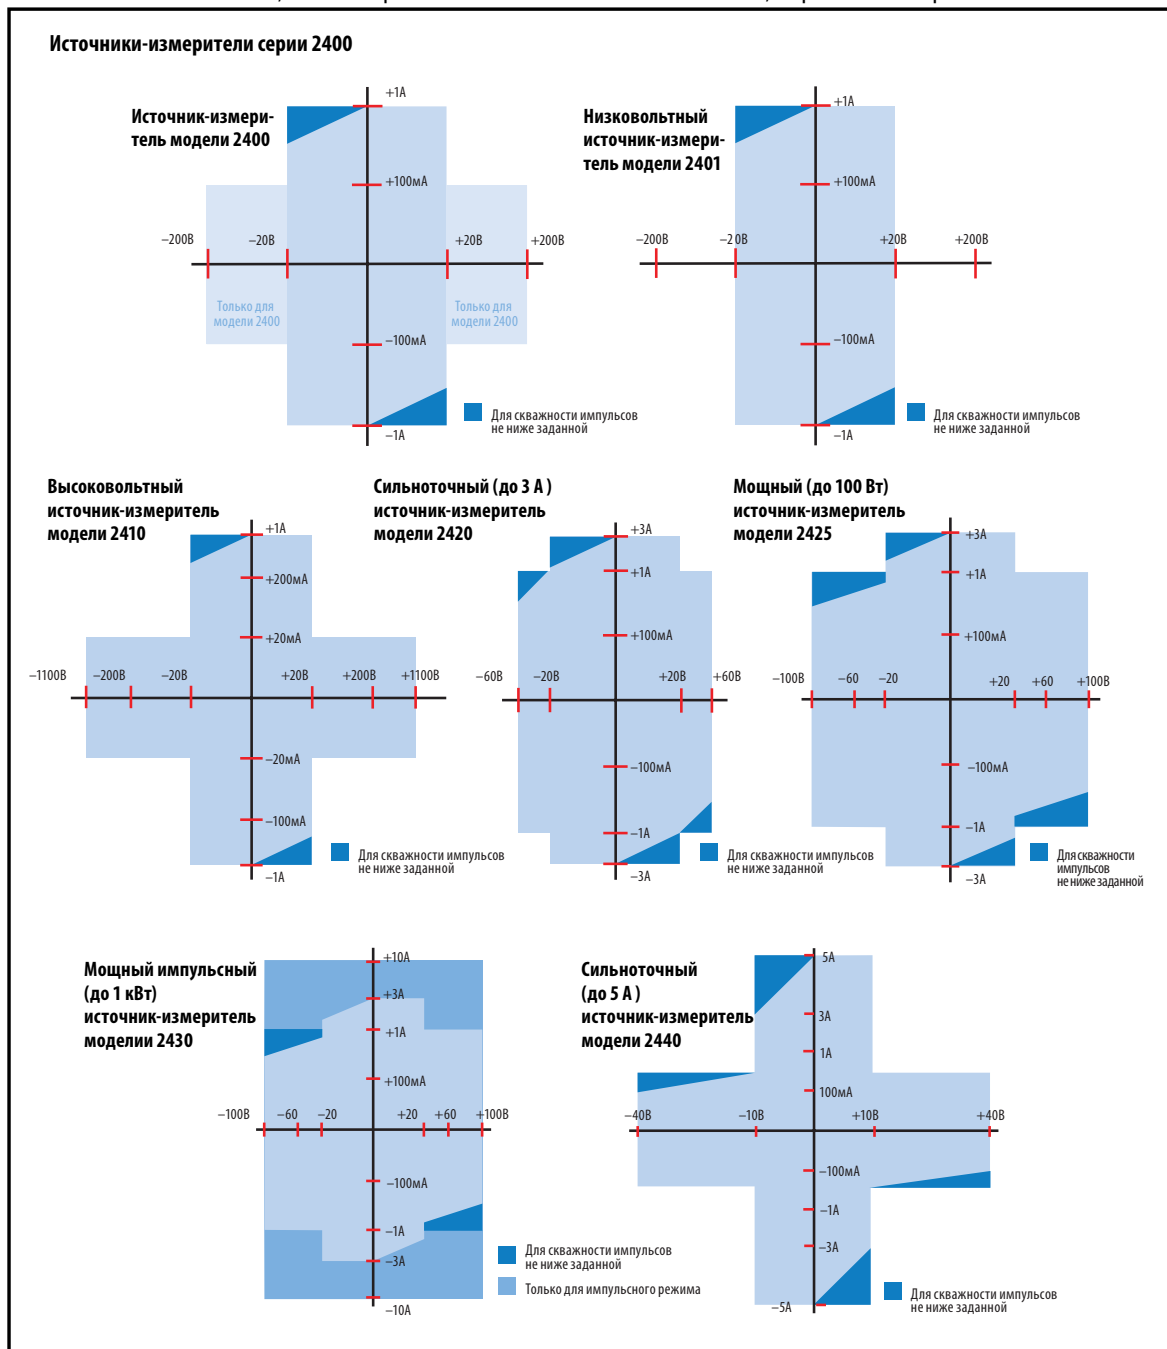 Источники-измерители серии 2400
Источник-измери-
тель модели 2400
+1А
+100мА
–200В
–20В
+20В
+200В
Только для
модели 2400
Только для
модели 2400
–100мА
–1А
Для скважности импульсов
не ниже заданной
Низковольтный
источник-измери-
тель модели 2401
+1А
+100мА
–200В
–20В
+20В
+200В
–100мА
–1А
Для скважности импульсов
не ниже заданной
Высоковольтный
источник-измеритель
модели 2410
+1А
+200мА
+20мА
–1100В
–200В
–20В
+20В
+200В
+1100В
–20мА
–100мА
–1А
Для скважности импульсов
не ниже заданной
Сильноточный (до 3 А )
источник-измеритель
модели 2420
+3А
+1А
+100мА
–60В
–20В
+20В
+60В
–100мА
–1А
–3А
Для скважности импульсов
не ниже заданной
Мощный (до 100 Вт)
источник-измеритель
модели 2425
+3А
+1А
+100мА
–100В
–60
–20
+20
+60
+100В
–100мА
–1А
–3А
Для скважности
импульсов
не ниже заданной
Мощный импульсный
(до 1 кВт)
источник-измеритель
моделии 2430
+10А
+3А
+1А
+100мА
–100В
–60
–20
+20
+60
+100В
–100мА
–1А
–3А
–10А
Для скважности импульсов
не ниже заданной
Только для импульсного режима
Сильноточный
(до 5 А )
источник-измеритель
модели 2440
5А
3А
1А
100мА
–40В
–10В
+10В
+40В
–100мА
–1А
–3А
–5А
Для скважности импульсов
не ниже заданной